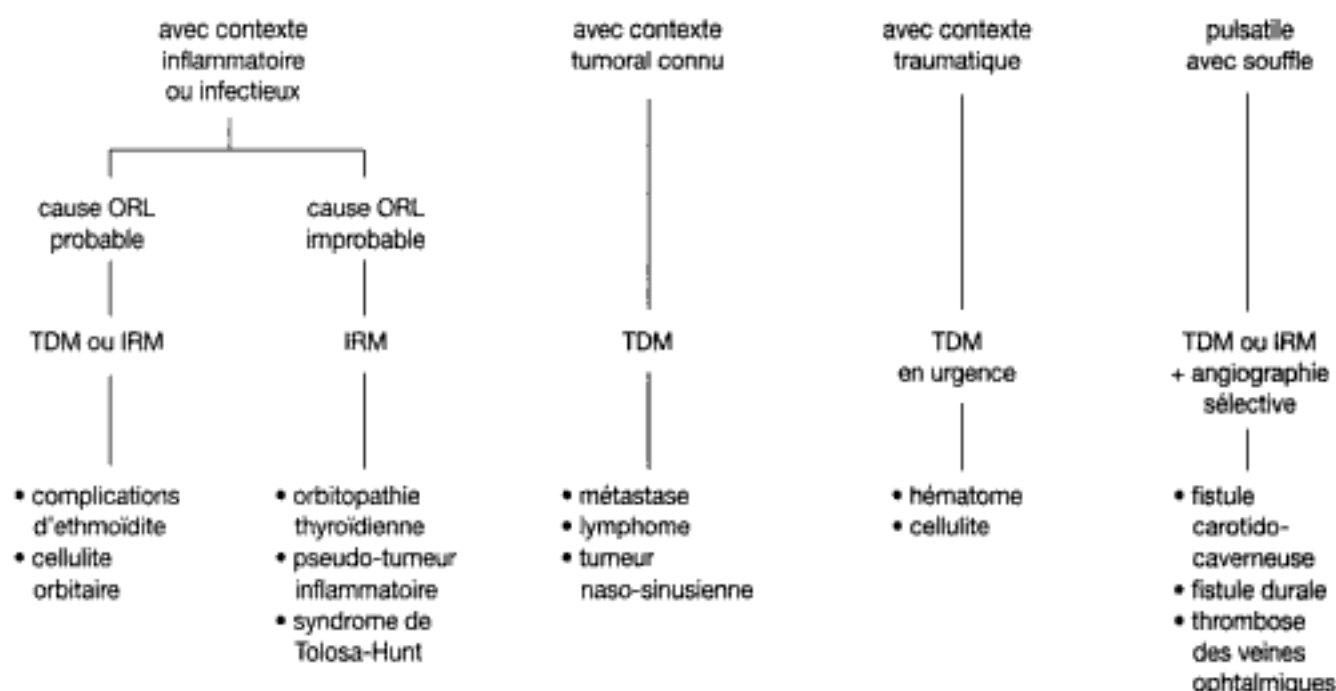 avec contexte
inflammatoire
ou infectieux
cause ORL
probable
TDM ou IRM
• complications
d'ethmoïdite
• cellulite
orbitaire
cause ORL
improbable
IRM
• orbitopathie
thyroïdienne
• pseudo-tumeur
inflammatoire
• syndrome de
Tolosa-Hunt
avec contexte
tumoral connu
TDM
• métastase
• lymphome
• tumeur
naso-sinusienne
avec contexte
traumatique
TDM
en urgence
• hématome
• cellulite
pulsatile
avec souffle
TDM ou IRM
+ angiographie
sélective
• fistule
carotido-
caverneuse
• fistule durale
• thrombose
des veines
ophtalmiques